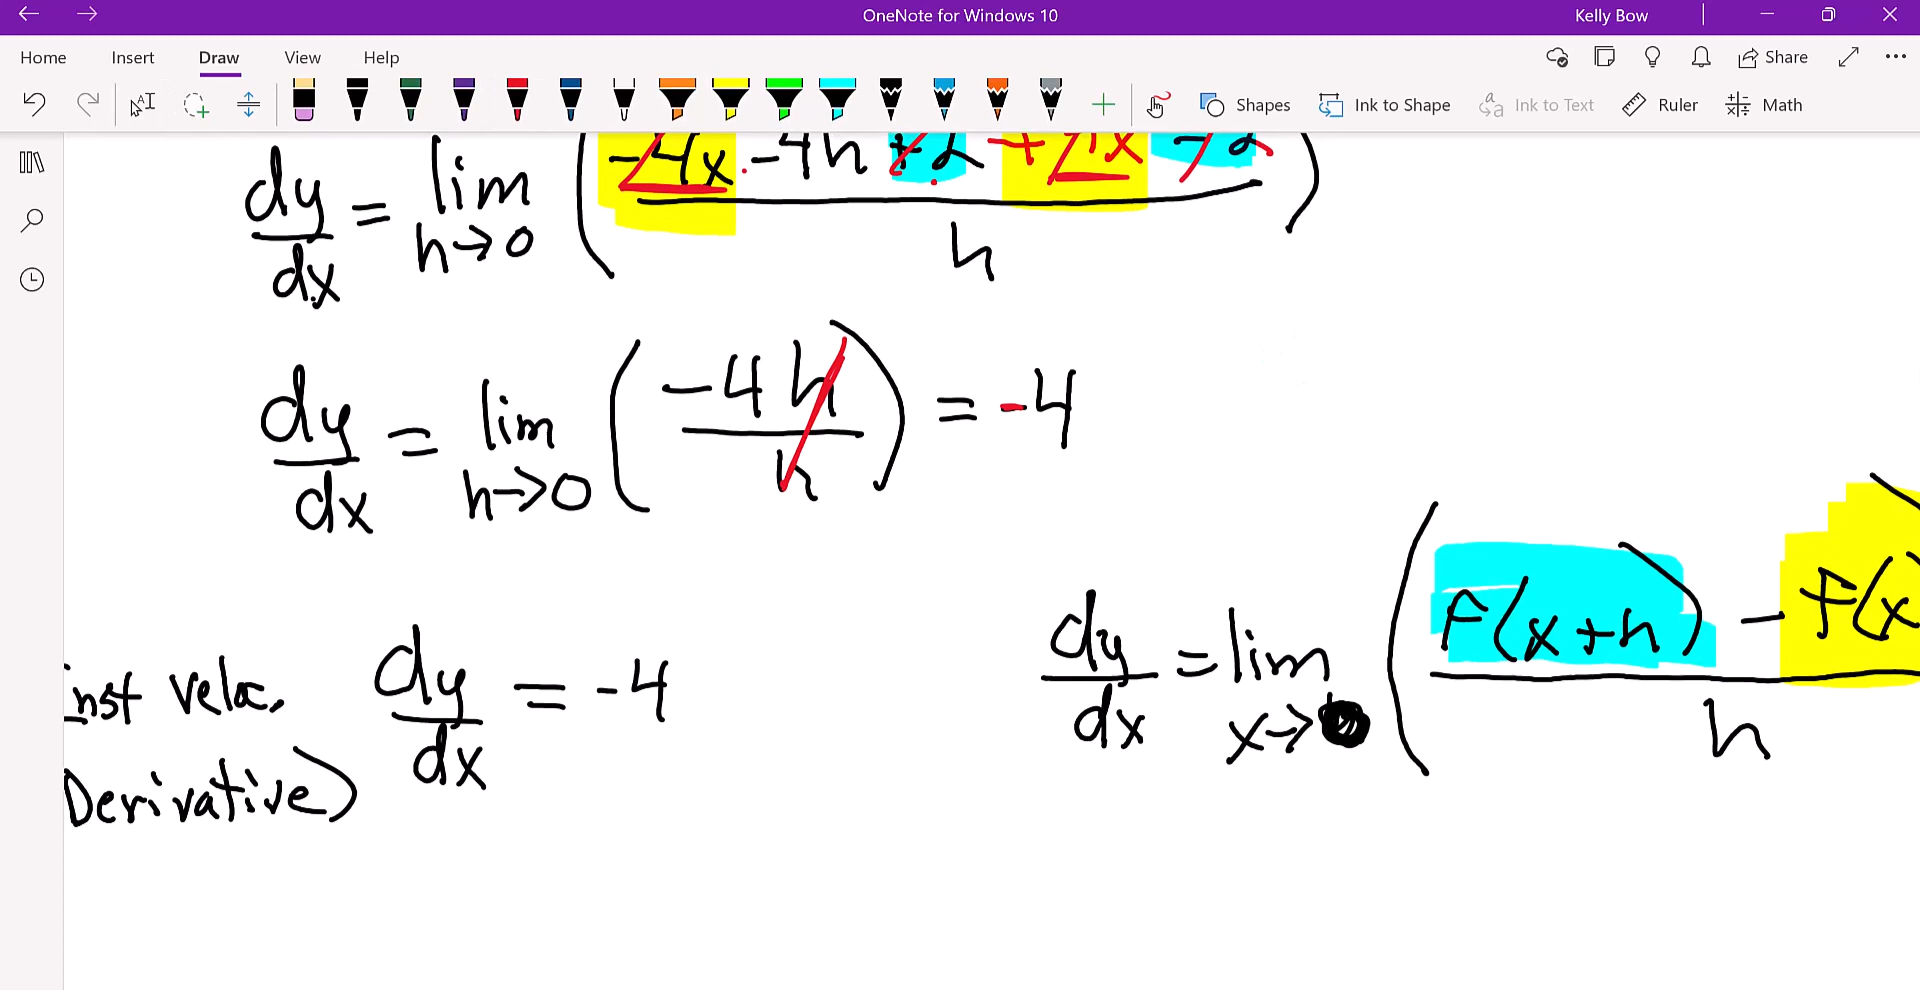 OneNote for Windows 10
Kelly Bow
Home Insert Draw View Help
Share
Shapes Ink to Shape Ink to Text Ruler Math
dy/dx = lim h→0 (-4x - 4h + 2 + 4x - 2 / h)
dy/dx = lim h→0 (-4h / h) = -4
inst veloc. dy/dx = -4
Derivative)
dy/dx = lim x→ (F(x+h) - F(x / h